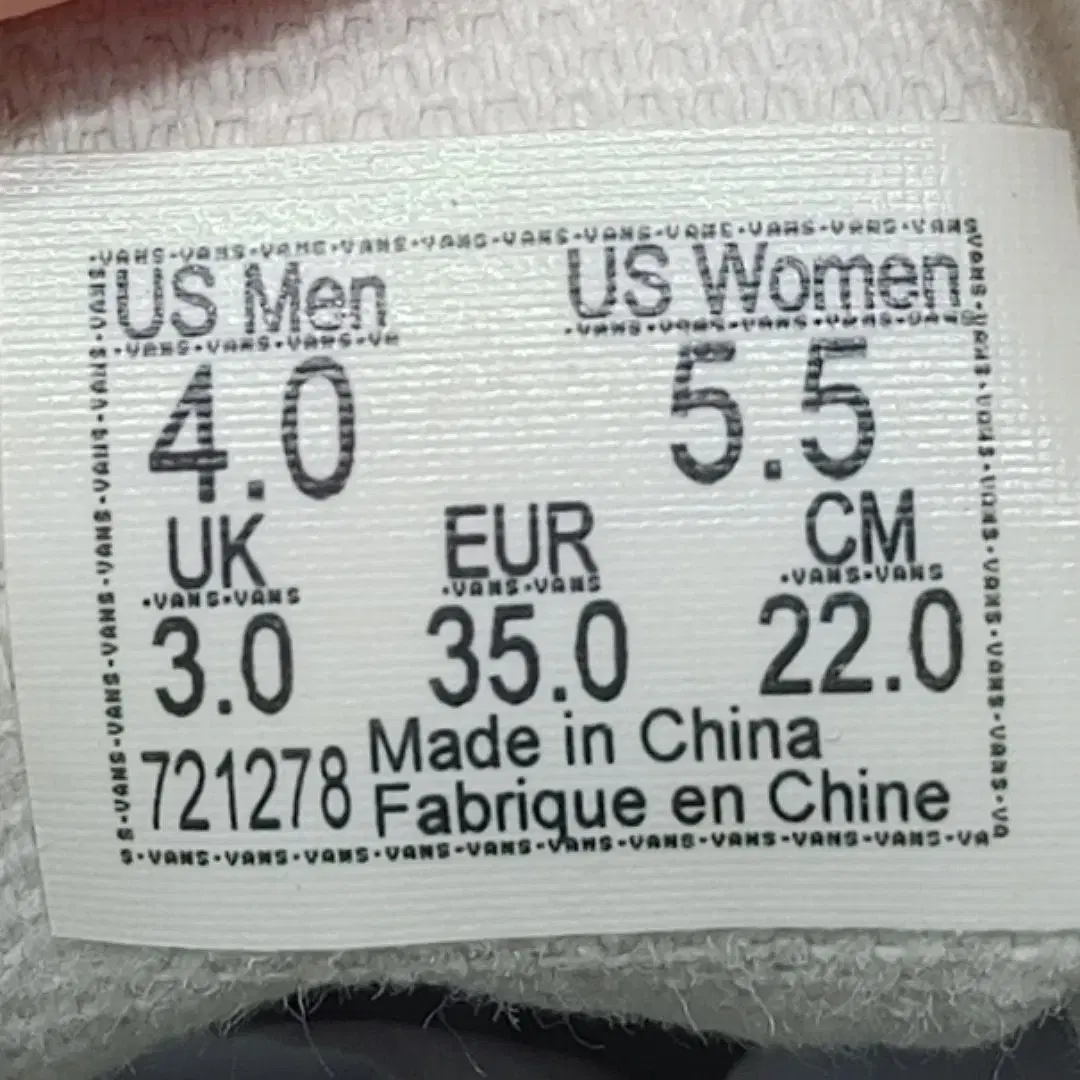 US Men US Women
4.0 5.5
UK EUR CM
3.0 35.0 22.0
721278 Made in China
Fabrique en Chine